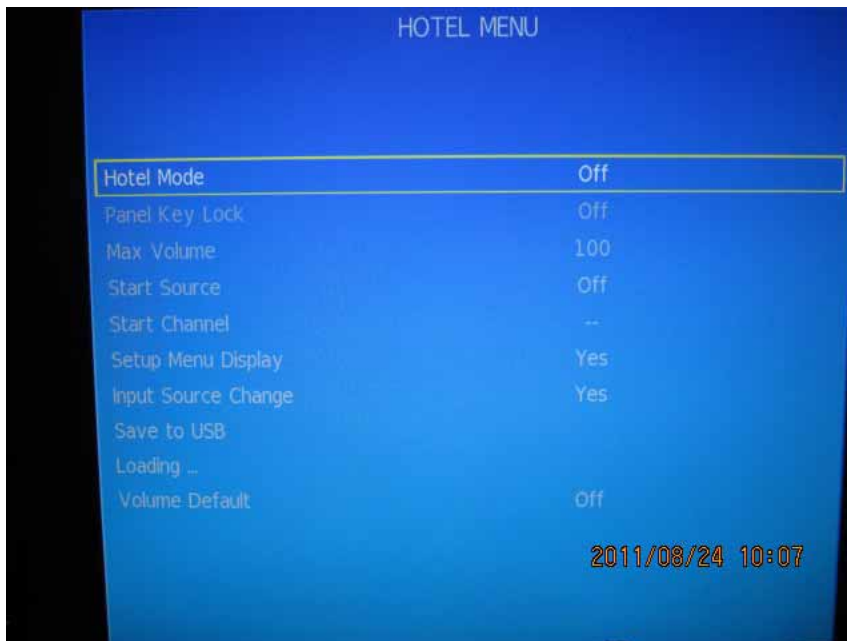 HOTEL MENU
Hotel Mode Off
Panel Key Lock Off
Max Volume 100
Start Source Off
Start Channel --
Setup Menu Display Yes
Input Source Change Yes
Save to USB
Loading ...
Volume Default Off
2011/08/24 10:07